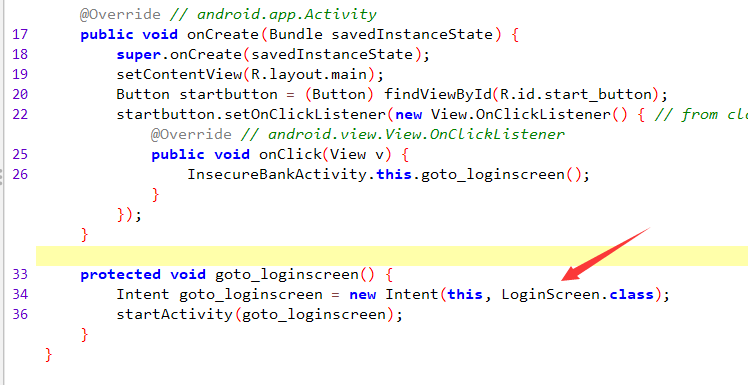 @Override // android.app.Activity
17 public void onCreate(Bundle savedInstanceState) {
18 super.onCreate(savedInstanceState);
19 setContentView(R.layout.main);
20 Button startbutton = (Button) findViewById(R.id.start_button);
22 startbutton.setOnClickListener(new View.OnClickListener() { // from cla
@Override // android.view.View.OnClickListener
25 public void onClick(View v) {
26 InsecureBankActivity.this.goto_loginscreen();
}
});
}
33 protected void goto_loginscreen() {
34 Intent goto_loginscreen = new Intent(this, LoginScreen.class);
36 startActivity(goto_loginscreen);
}
}